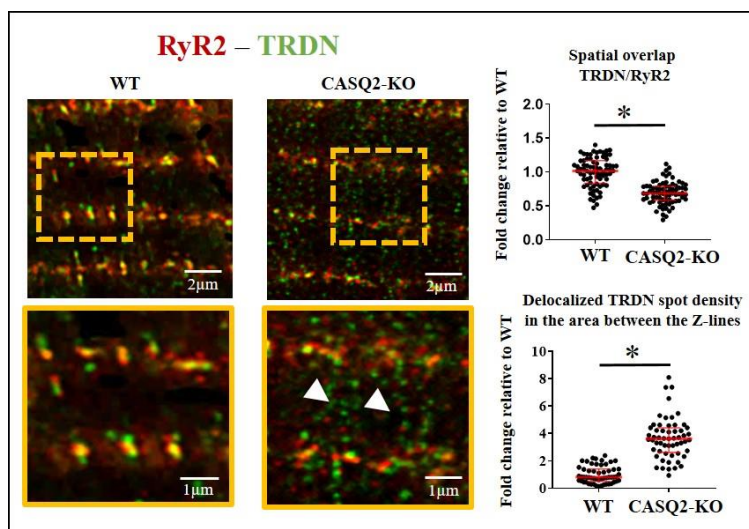 RyR2 – TRDN
WT
CASQ2-KO
2µm
2µm
1µm
1µm
Spatial overlap
TRDN/RyR2
Fold change relative to WT
2.0
1.5
1.0
0.5
0.0
*
WT
CASQ2-KO
Delocalized TRDN spot density
in the area between the Z-lines
Fold change relative to WT
10
8
6
4
2
0
*
WT
CASQ2-KO